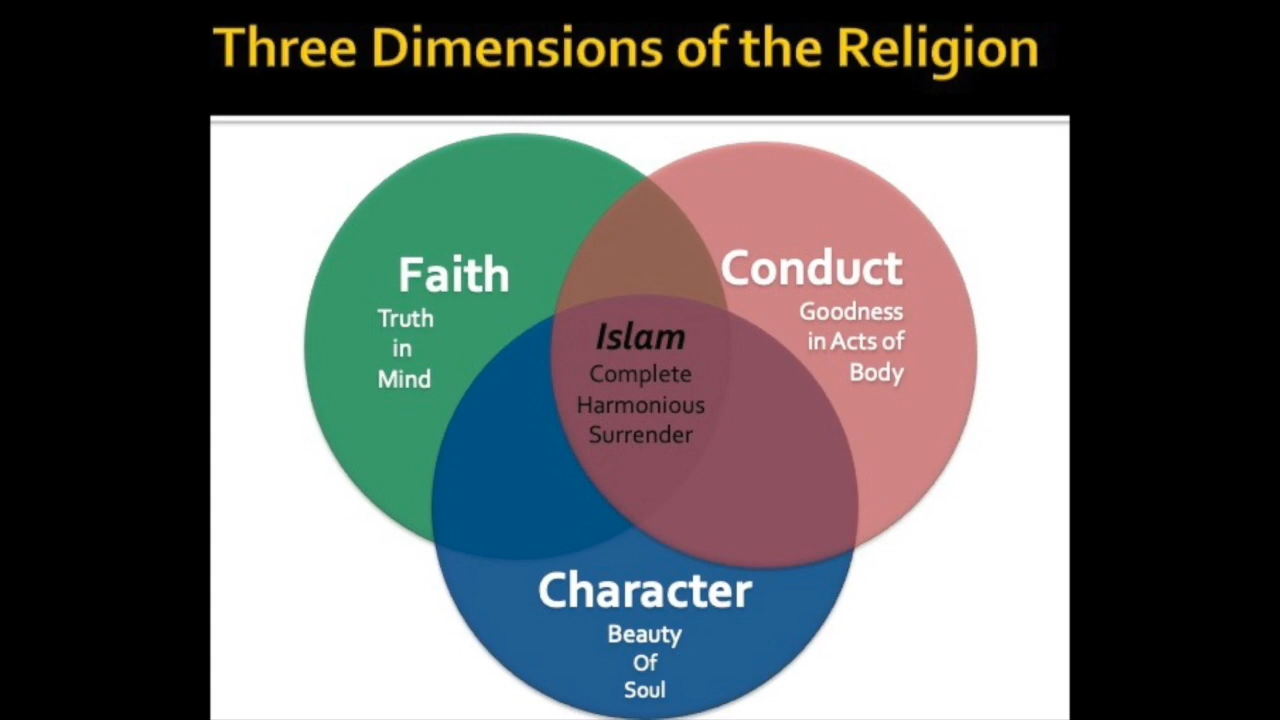 Three Dimensions of the Religion
Faith
Truth
in
Mind
Conduct
Goodness
in Acts of
Body
Islam
Complete
Harmonious
Surrender
Character
Beauty
Of
Soul